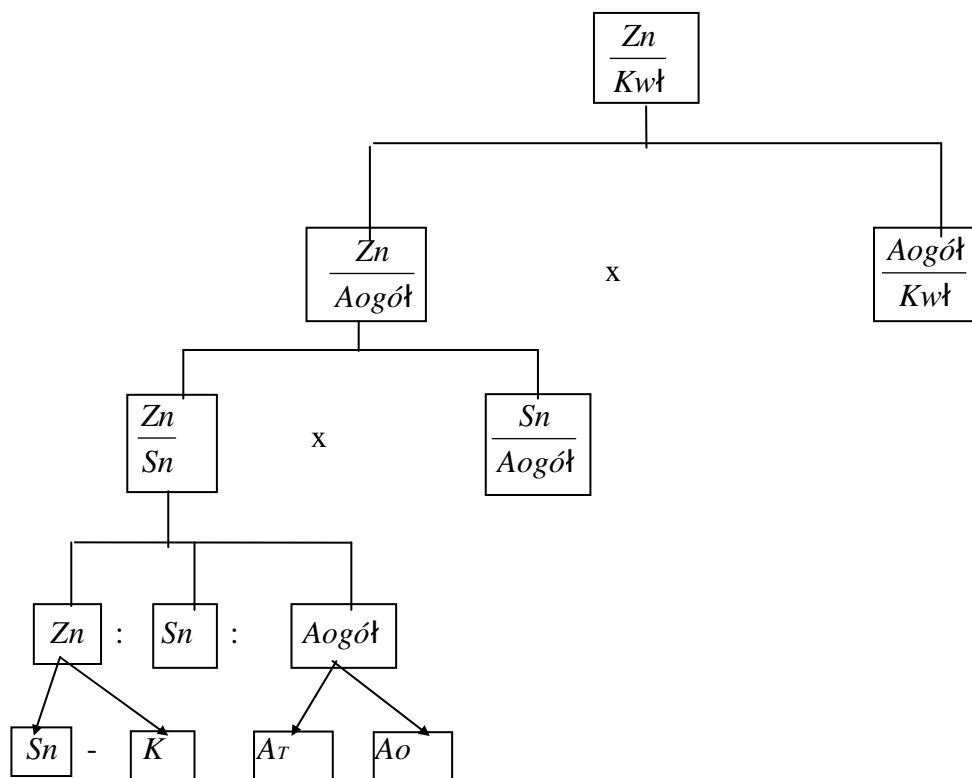 Zn
Kwł
Zn
Aogół
x
Aogół
Kwł
Zn
Sn
x
Sn
Aogół
Zn : Sn : Aogół
Sn - K AT Ao